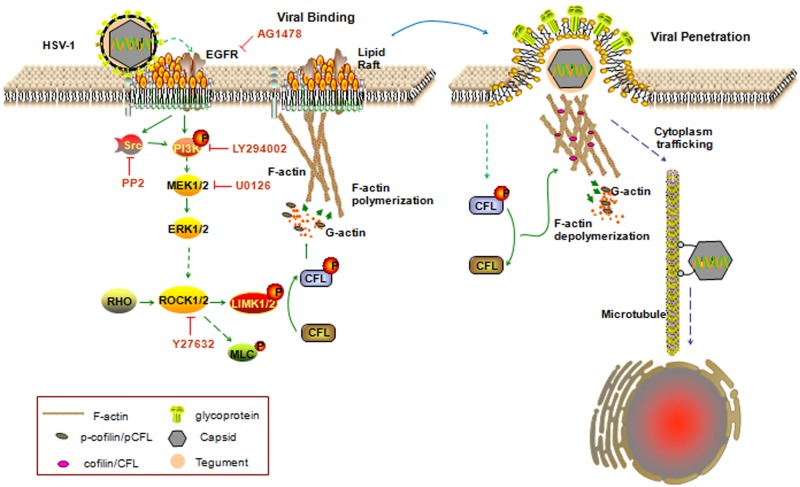 HSV-1
Viral Binding
AG1478
EGFR
Lipid
Raft
Viral Penetration
Src
PI3K
P
LY294002
PP2
MEK1/2
U0126
ERK1/2
RHO
ROCK1/2
LIMK1/2
P
Y27632
MLC
P
F-actin
F-actin
polymerization
G-actin
CFL
P
CFL
CFL
P
CFL
G-actin
F-actin
depolymerization
Cytoplasm
trafficking
Microtubule
F-actin
glycoprotein
p-cofilin/pCFL
Capsid
cofilin/CFL
Tegument